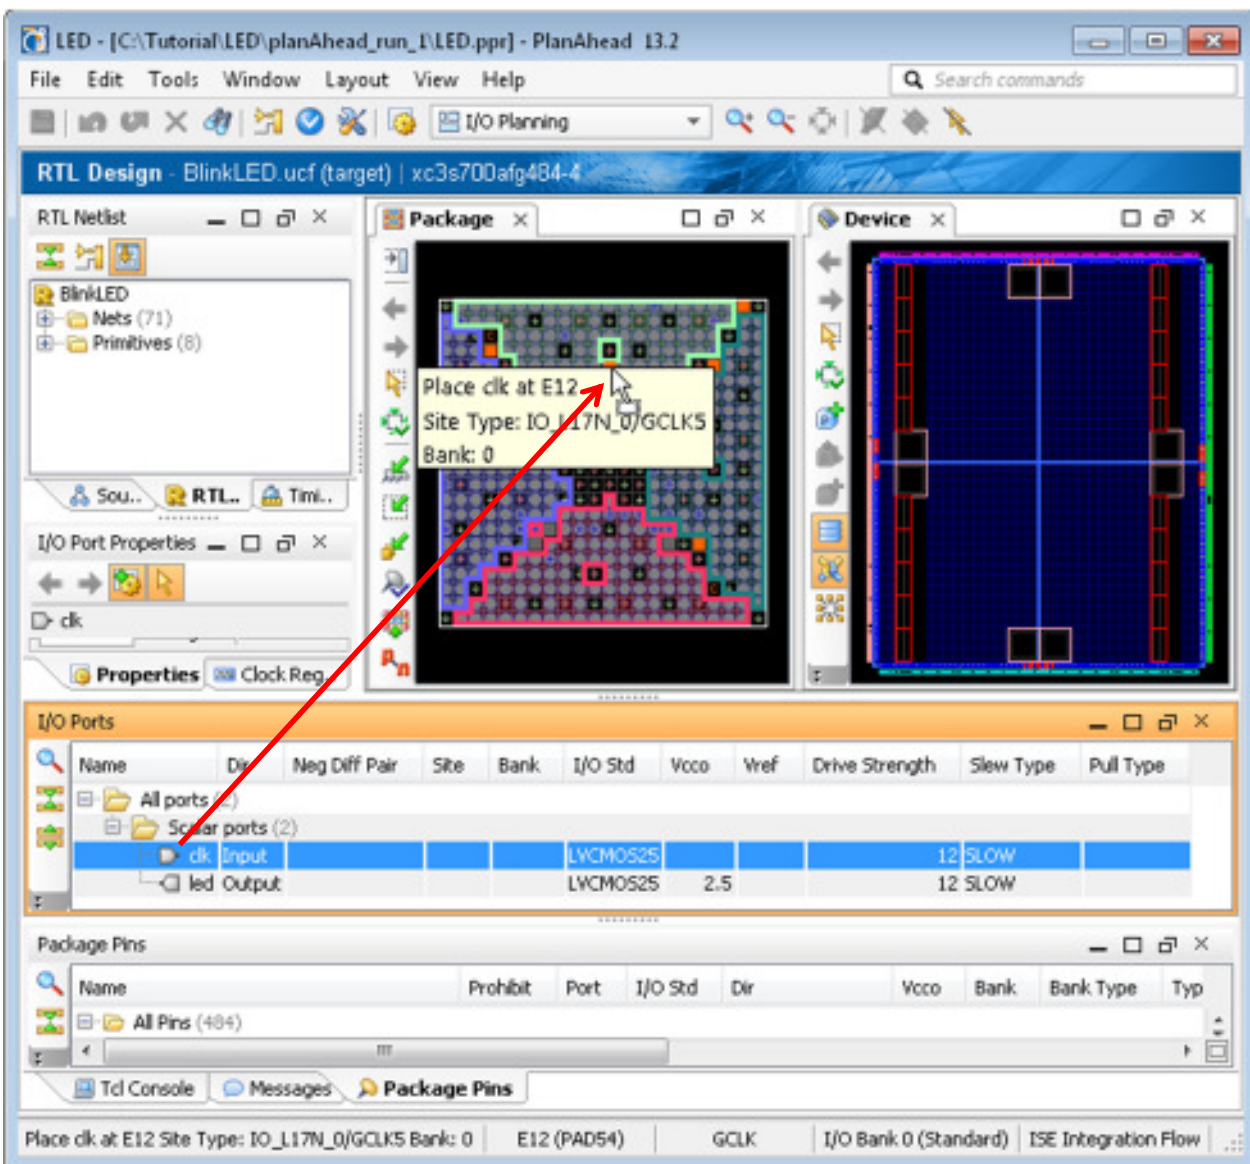 LED - [C:\Tutorial\LED\planAhead_run_1\LED.ppr] - PlanAhead 13.2
File Edit Tools Window Layout View Help
Search commands
I/O Planning
RTL Design - BlinkLED.ucf (target) | xc3s700afg484-4
RTL Netlist
Package
Device
BlinkLED
Nets (71)
Primitives (8)
Place clk at E12
Site Type: IO_L17N_0/GCLK5
Bank: 0
Sou.. RTL.. Timi..
I/O Port Properties
clk
Properties Clock Reg..
I/O Ports
Name Dir Neg Diff Pair Site Bank I/O Std Vcco Vref Drive Strength Slew Type Pull Type
All ports (2)
Scalar ports (2)
clk Input LVCMOS25 12 SLOW
led Output LVCMOS25 2.5 12 SLOW
Package Pins
Name Prohibit Port I/O Std Dir Vcco Bank Bank Type Typ
All Pins (484)
Tcl Console Messages Package Pins
Place clk at E12 Site Type: IO_L17N_0/GCLK5 Bank: 0 E12 (PAD54) GCLK I/O Bank 0 (Standard) ISE Integration Flow